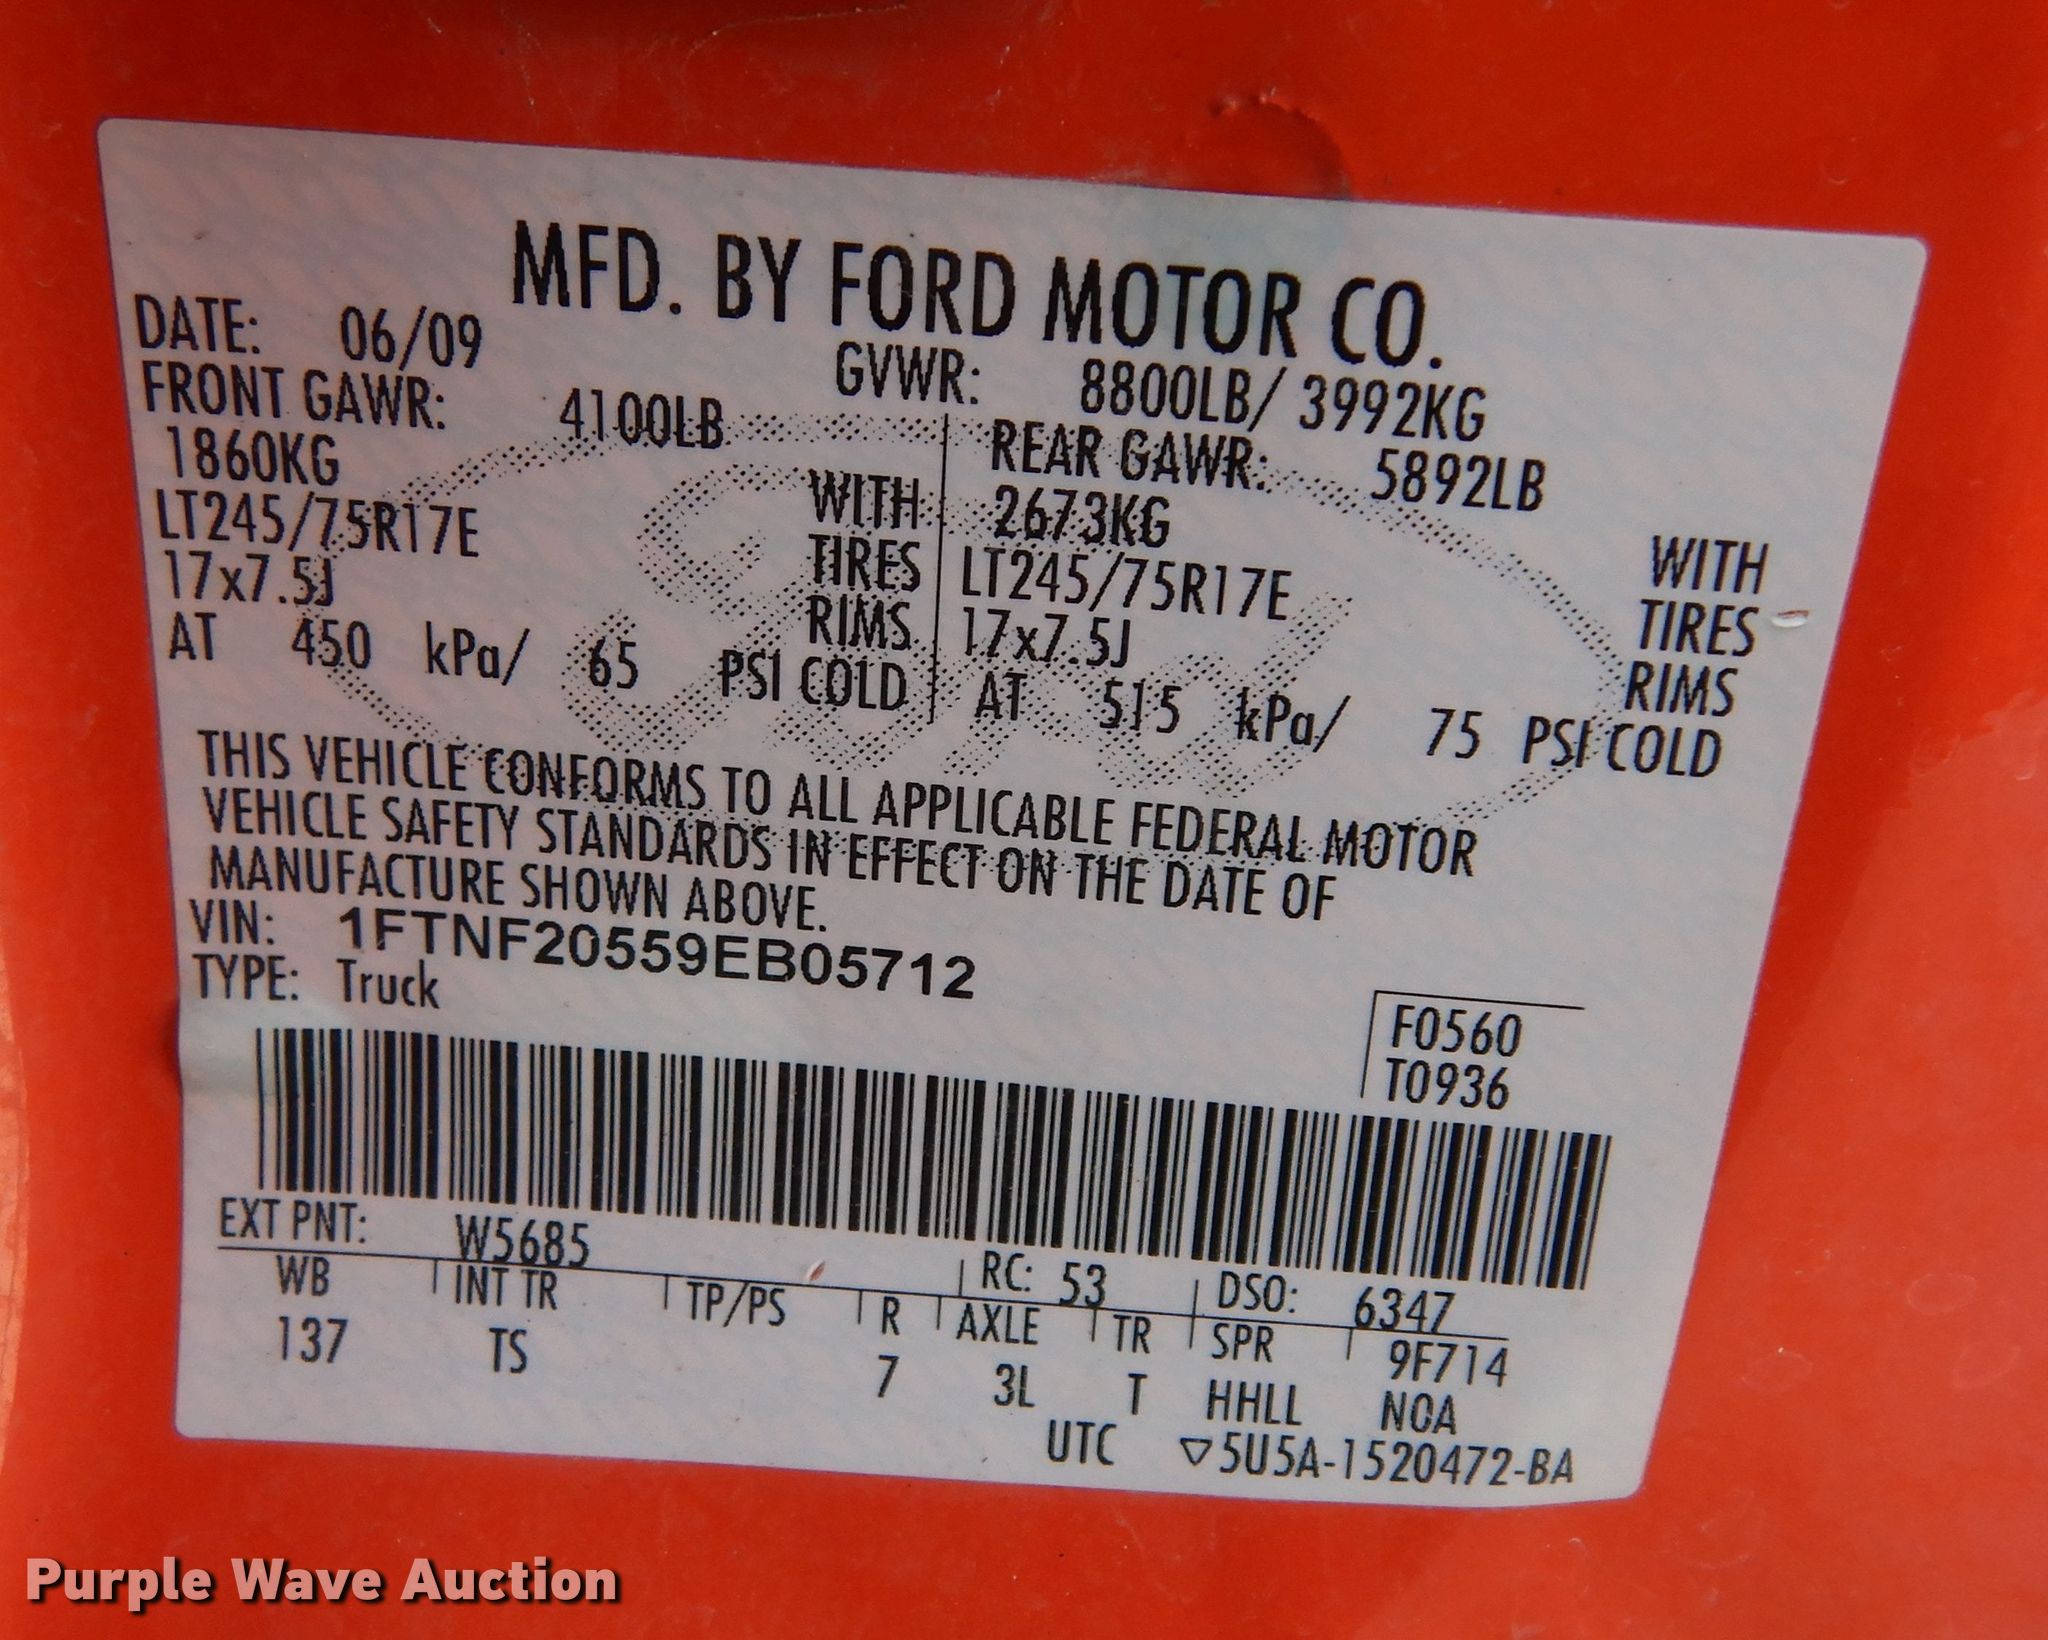 MFD. BY FORD MOTOR CO.
DATE: 06/09 GVWR: 8800LB/ 3992KG
FRONT GAWR: 4100LB REAR GAWR: 5892LB
1860KG WITH 2673KG WITH
LT245/75R17E TIRES LT245/75R17E TIRES
17x7.5J RIMS 17x7.5J RIMS
AT 450 kPa/ 65 PSI COLD AT 515 kPa/ 75 PSI COLD
THIS VEHICLE CONFORMS TO ALL APPLICABLE FEDERAL MOTOR
VEHICLE SAFETY STANDARDS IN EFFECT ON THE DATE OF
MANUFACTURE SHOWN ABOVE.
VIN: 1FTNF20559EB05712
TYPE: Truck
F0560
T0936
EXT PNT: W5685 RC: 53 DSO: 6347
WB INT TR TP/PS R AXLE TR SPR 9F714
137 TS 7 3L T HHLL NOA
UTC ▽5U5A-1520472-BA
Purple Wave Auction